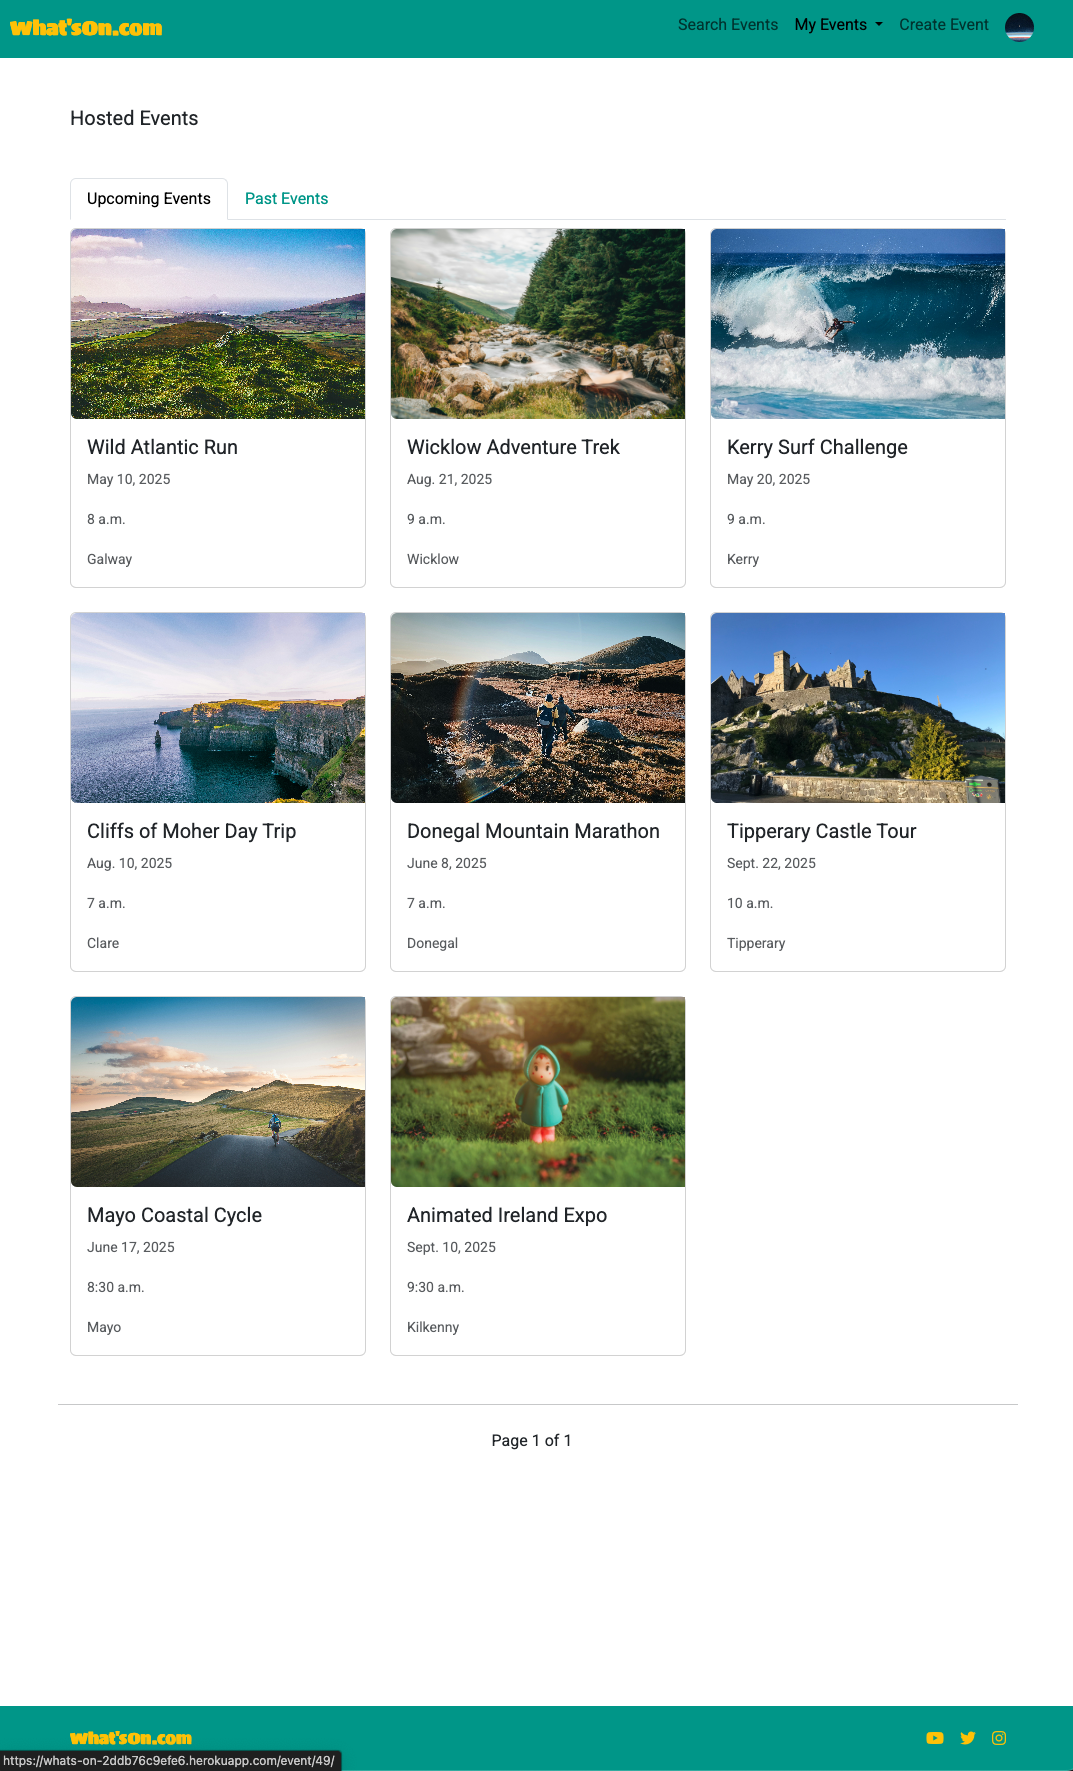 What'sOn.com
Search Events
My Events
Create Event
Hosted Events
Upcoming Events
Past Events
Wild Atlantic Run
May 10, 2025
8 a.m.
Galway
Wicklow Adventure Trek
Aug. 21, 2025
9 a.m.
Wicklow
Kerry Surf Challenge
May 20, 2025
9 a.m.
Kerry
Cliffs of Moher Day Trip
Aug. 10, 2025
7 a.m.
Clare
Donegal Mountain Marathon
June 8, 2025
7 a.m.
Donegal
Tipperary Castle Tour
Sept. 22, 2025
10 a.m.
Tipperary
Mayo Coastal Cycle
June 17, 2025
8:30 a.m.
Mayo
Animated Ireland Expo
Sept. 10, 2025
9:30 a.m.
Kilkenny
Page 1 of 1
What'sOn.com
https://whats-on-2ddb76c9efe6.herokuapp.com/event/49/